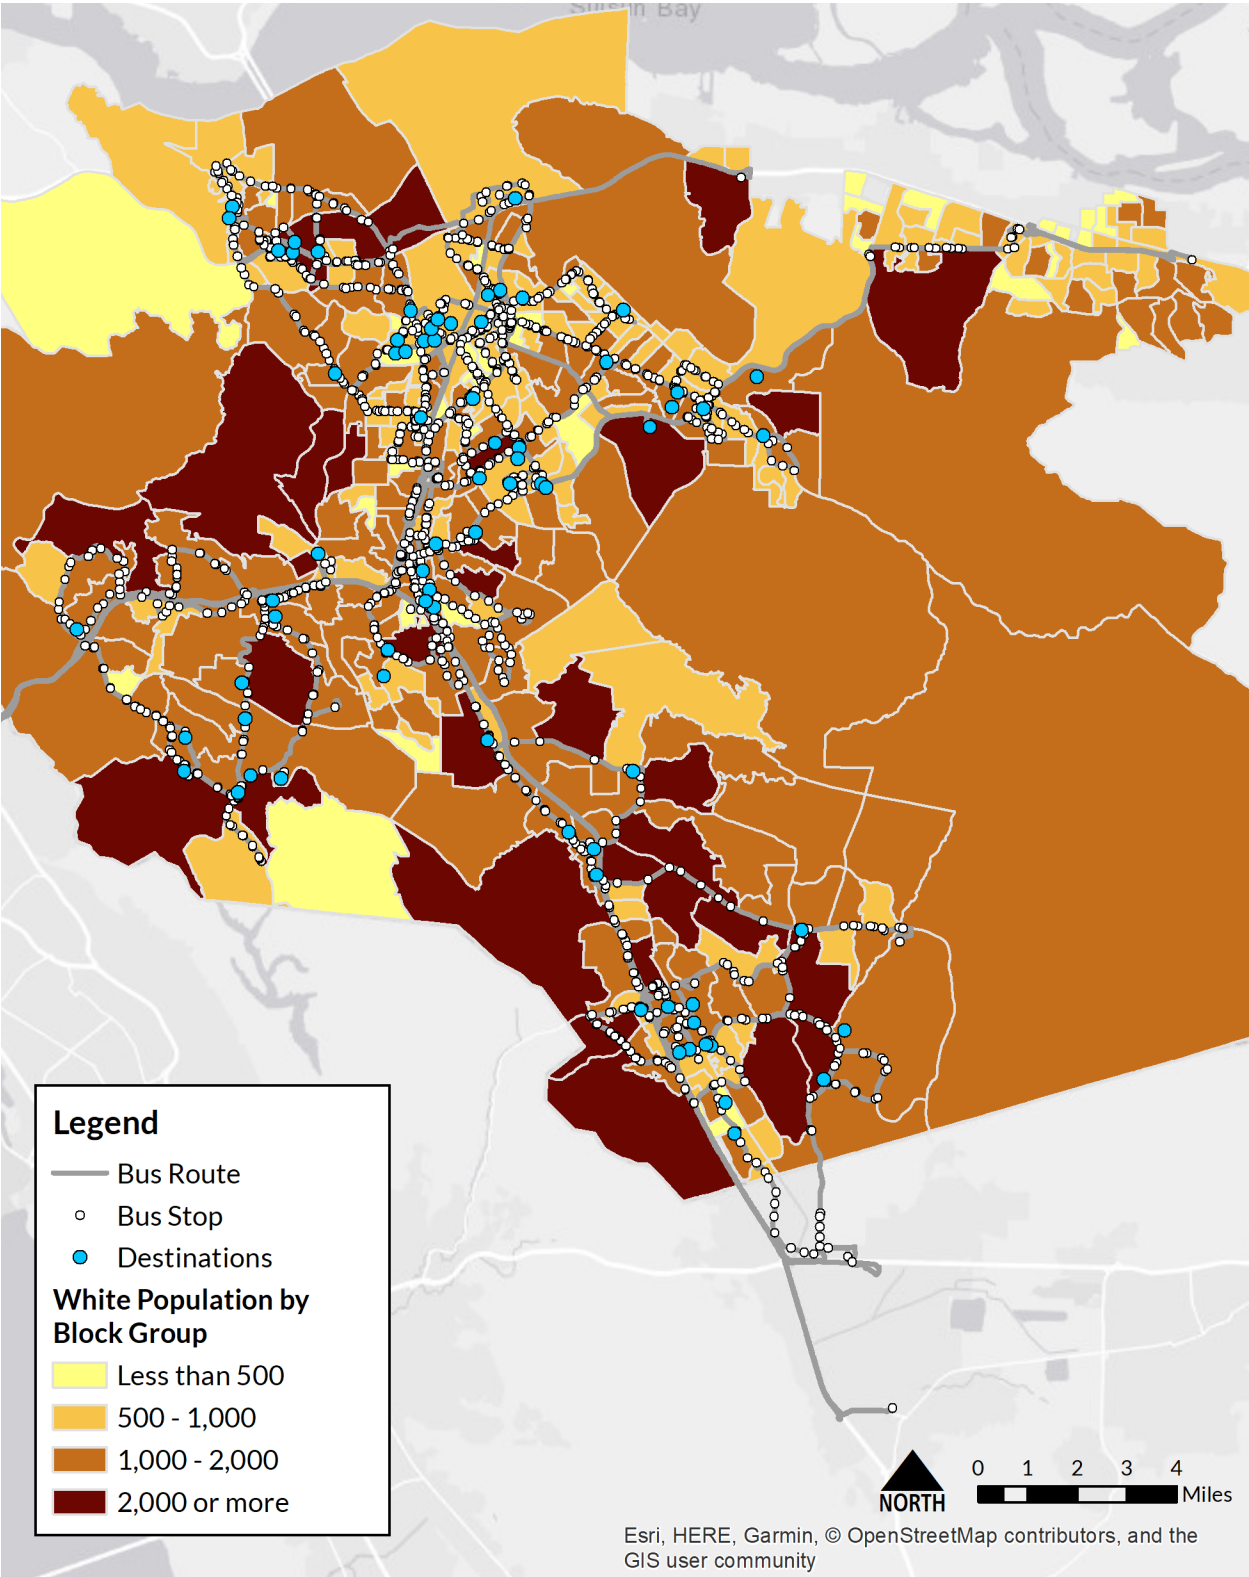 Suisun Bay
Legend
Bus Route
Bus Stop
Destinations
White Population by
Block Group
Less than 500
500 - 1,000
1,000 - 2,000
2,000 or more
NORTH
0 1 2 3 4
Miles
Esri, HERE, Garmin, © OpenStreetMap contributors, and the
GIS user community